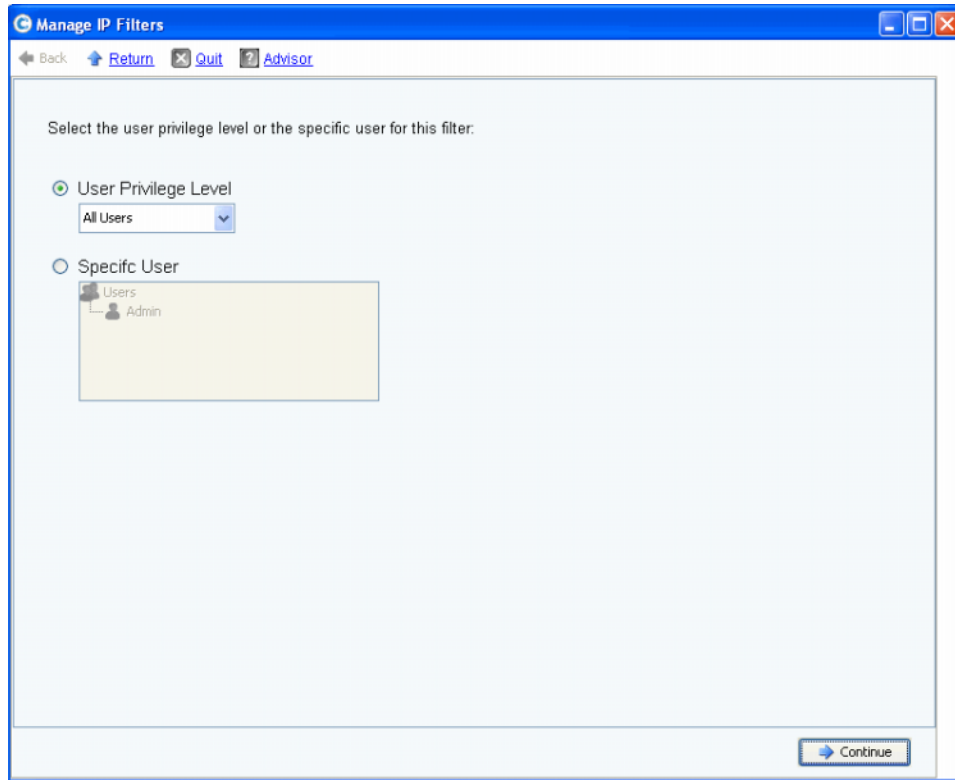 Manage IP Filters
Back Return Quit Advisor
Select the user privilege level or the specific user for this filter:
User Privilege Level
All Users
Specifc User
Users
Admin
Continue